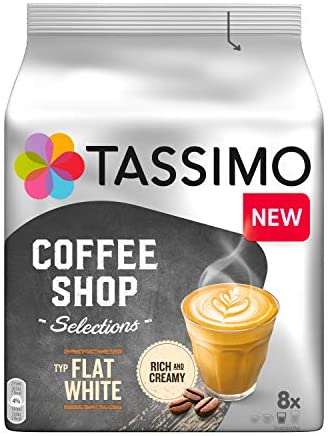 TASSIMO
NEW
COFFEE
SHOP
Selections
TYP FLAT
WHITE
RICH AND
CREAMY
8x